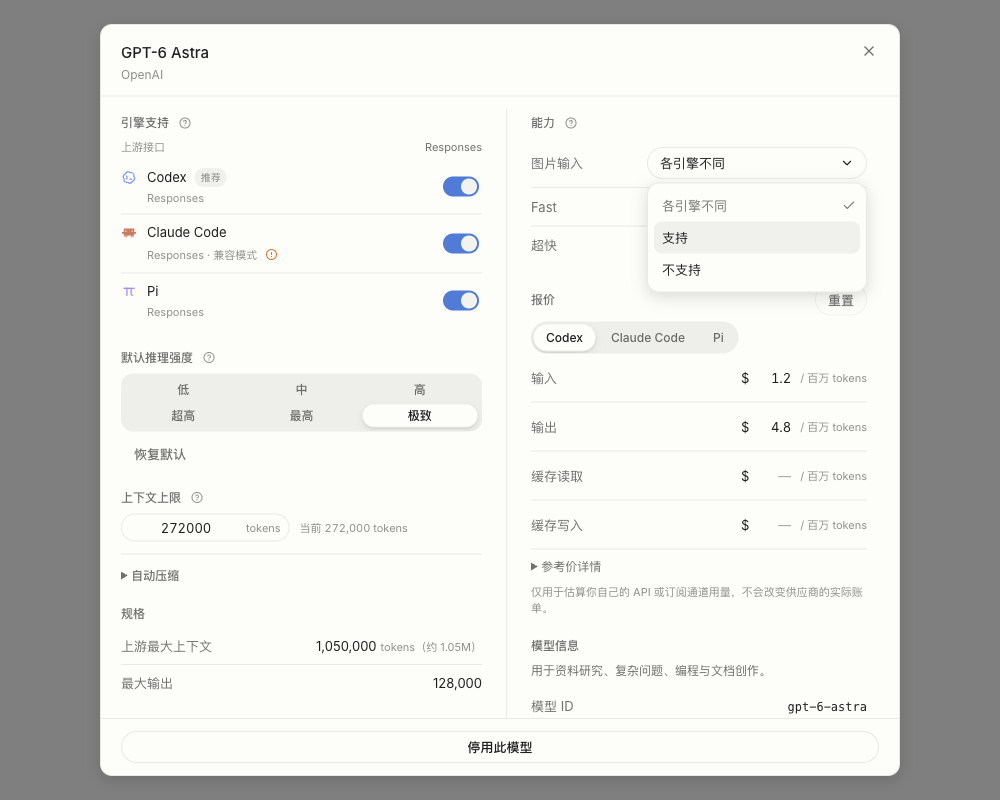 GPT-6 Astra
OpenAI
引擎支持
上游接口 Responses
Codex 推荐
Responses
Claude Code
Responses · 兼容模式
Pi
Responses
默认推理强度
低 中 高
超高 最高 极致
恢复默认
上下文上限
272000 tokens 当前 272,000 tokens
自动压缩
规格
上游最大上下文 1,050,000 tokens (约 1.05M)
最大输出 128,000
能力
图片输入 各引擎不同
各引擎不同
Fast
支持
超快
不支持
报价 重置
Codex Claude Code Pi
输入 $ 1.2 / 百万 tokens
输出 $ 4.8 / 百万 tokens
缓存读取 $ — / 百万 tokens
缓存写入 $ — / 百万 tokens
参考价详情
仅用于估算你自己的 API 或订阅通道用量，不会改变供应商的实际账
单。
模型信息
用于资料研究、复杂问题、编程与文档创作。
模型 ID gpt-6-astra
停用此模型